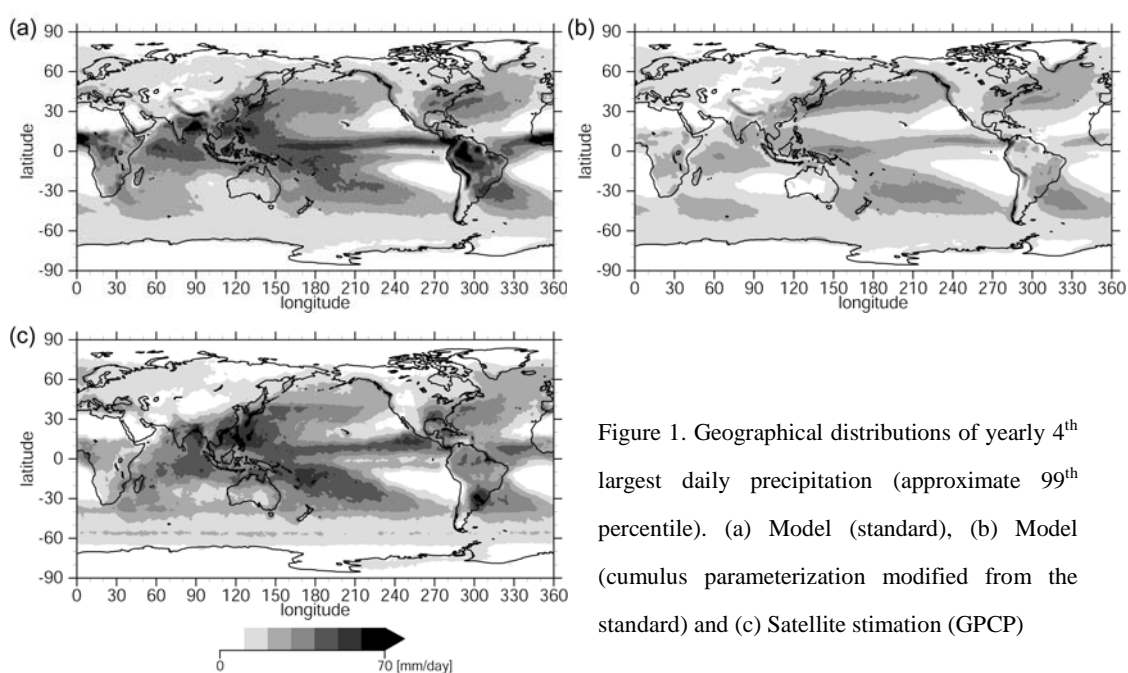 (a)
90
60
30
0
-30
-60
-90
latitude
0 30 60 90 120 150 180 210 240 270 300 330 360
longitude
(b)
90
60
30
0
-30
-60
-90
latitude
0 30 60 90 120 150 180 210 240 270 300 330 360
longitude
(c)
90
60
30
0
-30
-60
-90
latitude
0 30 60 90 120 150 180 210 240 270 300 330 360
longitude
0 70 [mm/day]
Figure 1. Geographical distributions of yearly 4th
largest daily precipitation (approximate 99th
percentile). (a) Model (standard), (b) Model
(cumulus parameterization modified from the
standard) and (c) Satellite stimation (GPCP)